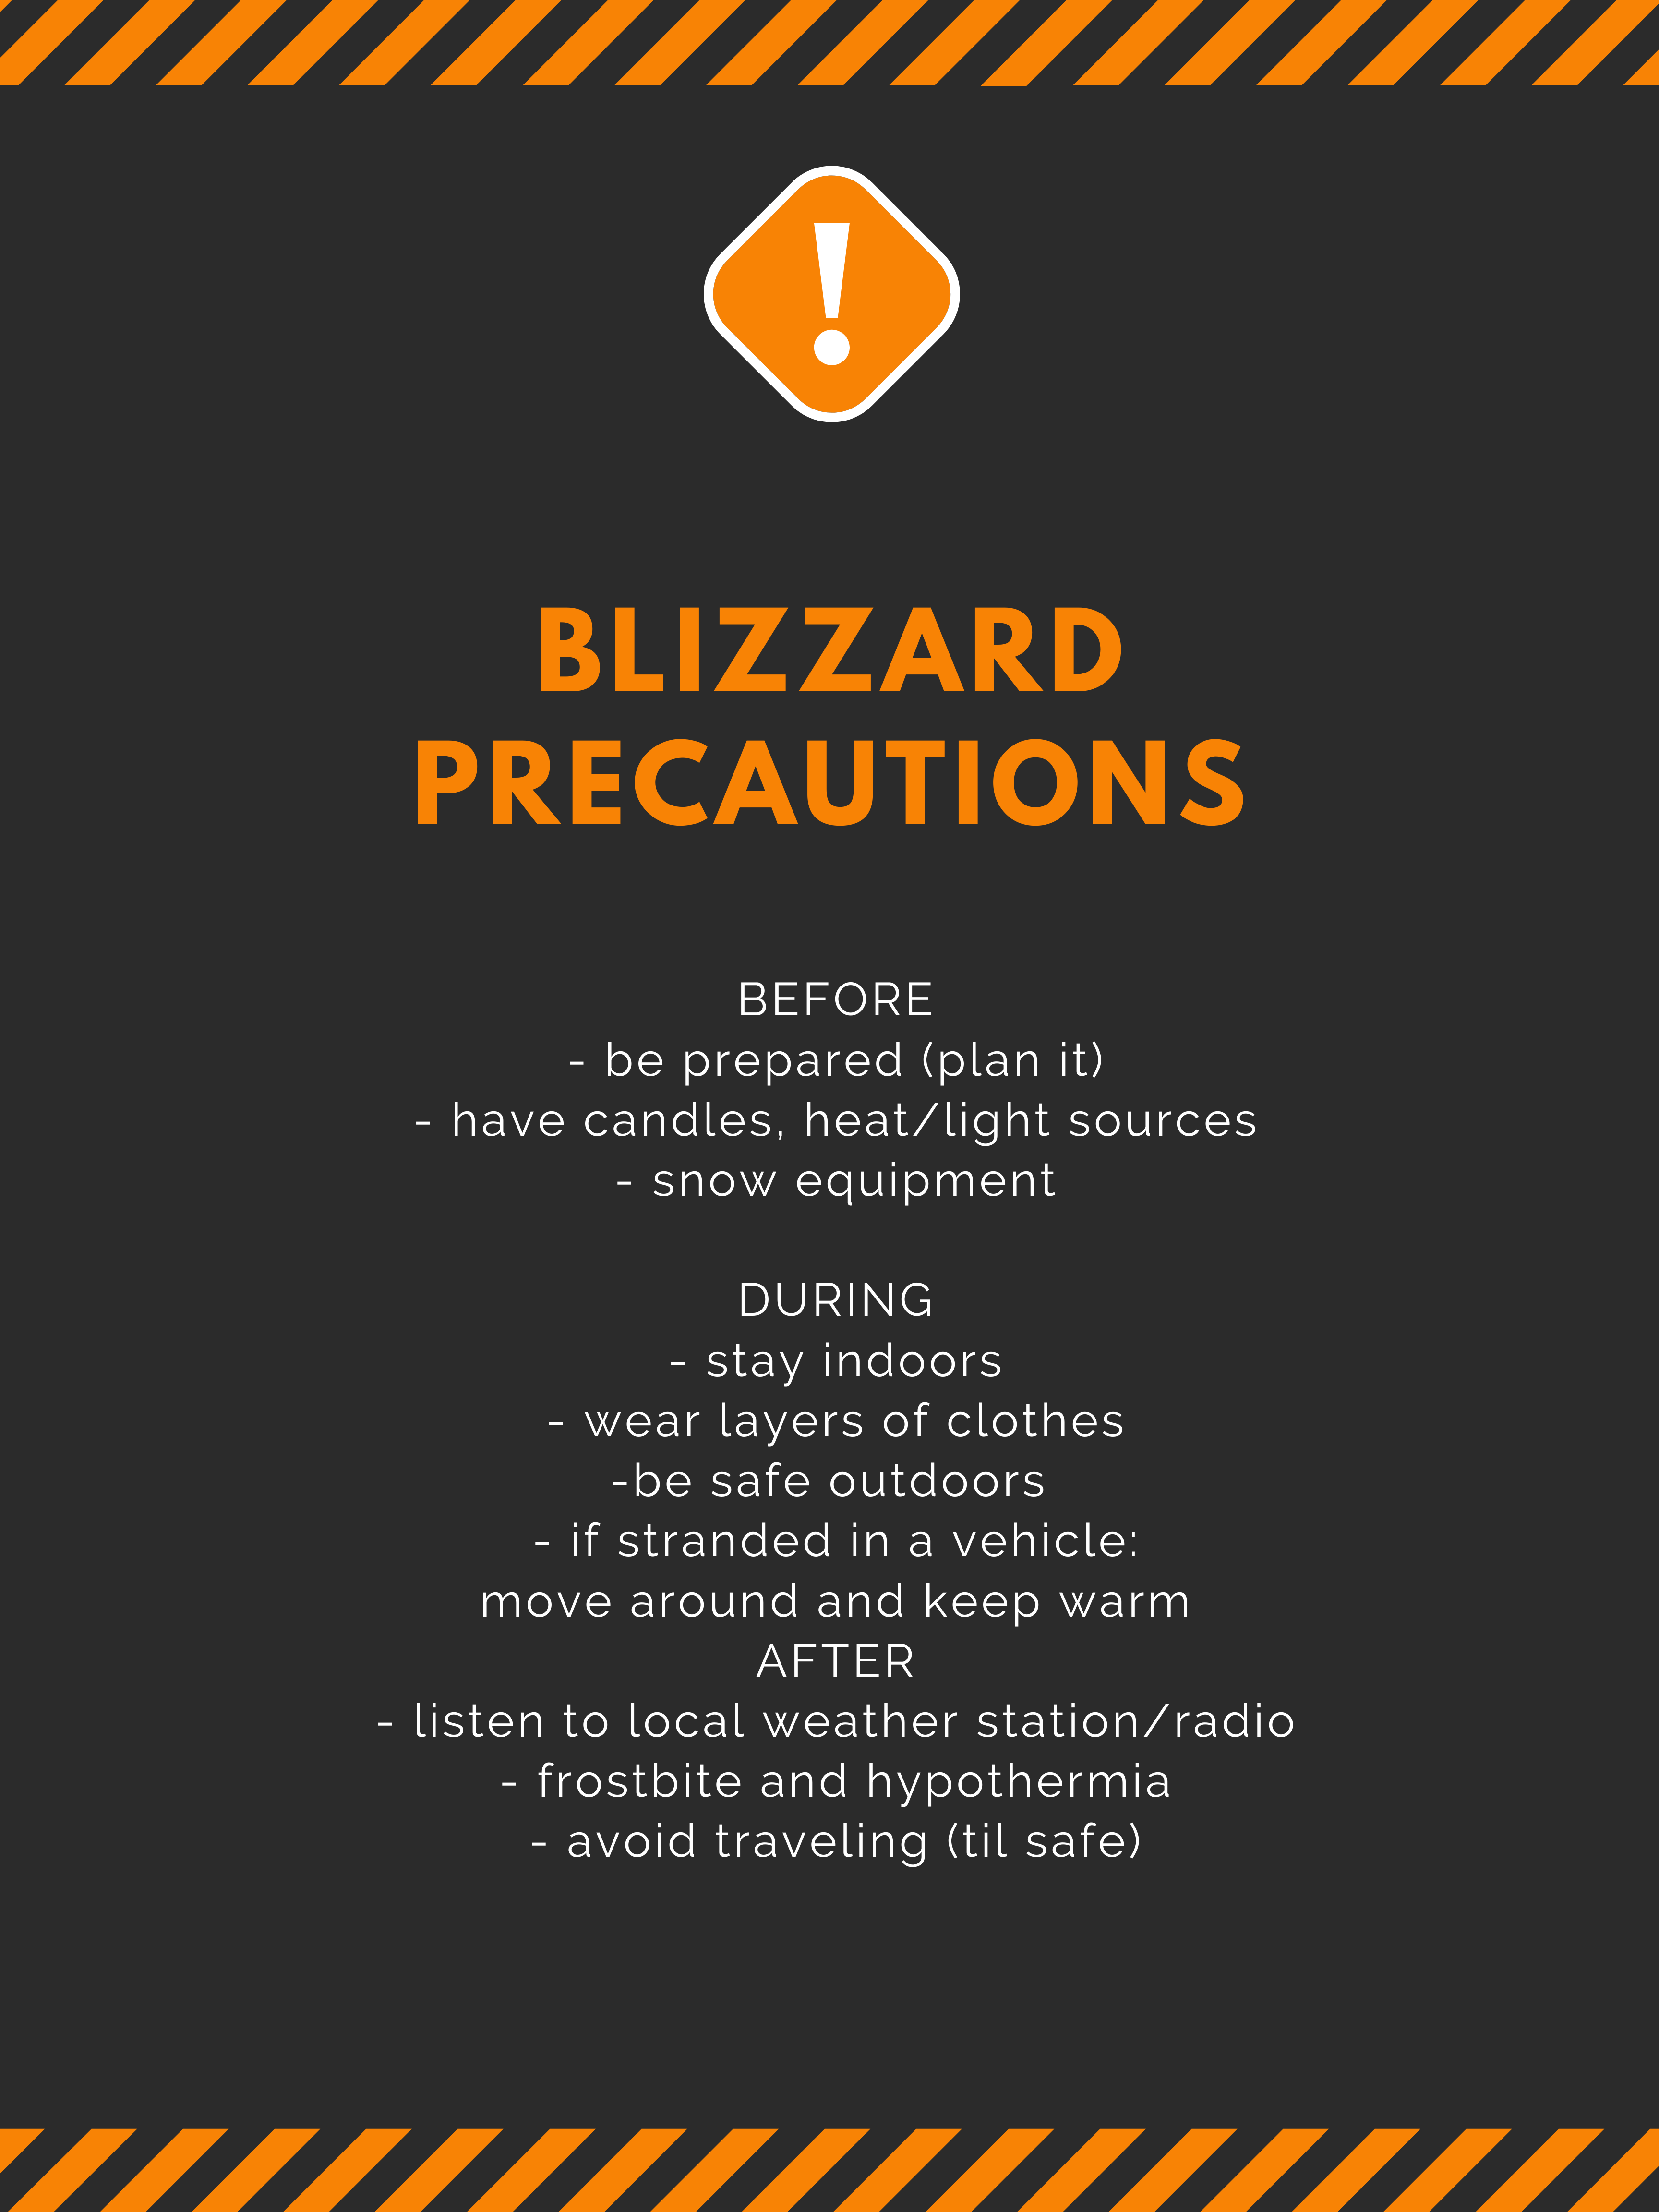 !
BLIZZARD
PRECAUTIONS
BEFORE
- be prepared (plan it)
- have candles, heat/light sources
- snow equipment
DURING
- stay indoors
- wear layers of clothes
-be safe outdoors
- if stranded in a vehicle:
move around and keep warm
AFTER
- listen to local weather station/radio
- frostbite and hypothermia
- avoid traveling (til safe)